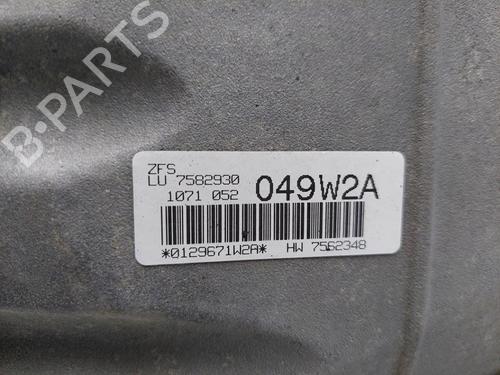 B-PARTS
ZFS
LU 7582930
1071 052 049W2A
*0129671W2A* HW 7562348